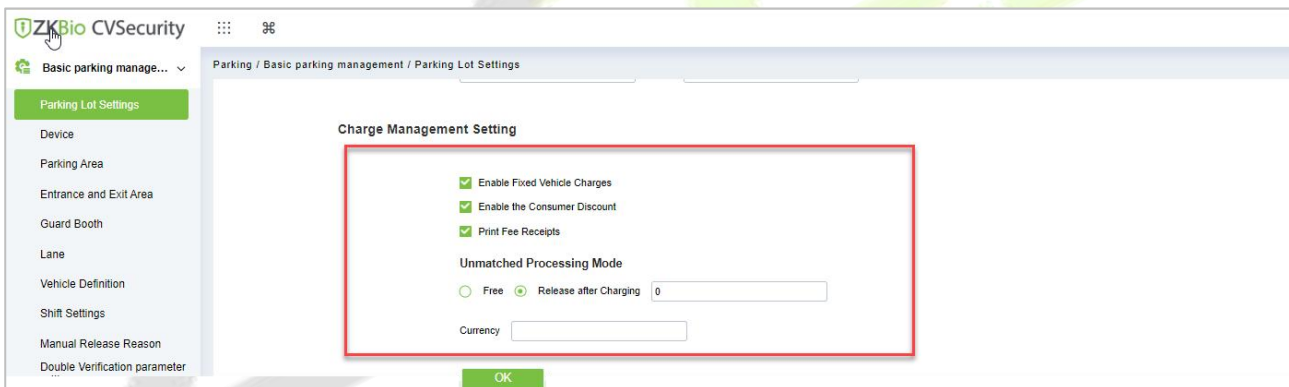 ZKBio CVSecurity
Basic parking manage...
Parking / Basic parking management / Parking Lot Settings
Parking Lot Settings
Device
Parking Area
Entrance and Exit Area
Guard Booth
Lane
Vehicle Definition
Shift Settings
Manual Release Reason
Double Verification parameter
Charge Management Setting
Enable Fixed Vehicle Charges
Enable the Consumer Discount
Print Fee Receipts
Unmatched Processing Mode
Free Release after Charging 0
Currency
OK